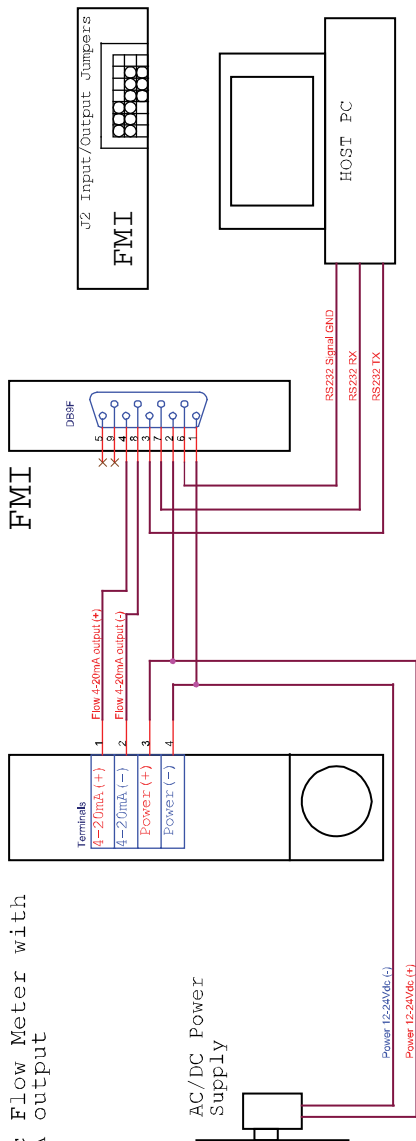 Flow Meter with
output
Terminals
4-20mA(+)
4-20mA(-)
Power(+)
Power(-)
1
2
3
4
Flow 4-20mA output (+)
Flow 4-20mA output (-)
FMI
DB9F
5
9
4
8
3
7
2
6
1
J2 Input/Output Jumpers
FMI
AC/DC Power
Supply
Power 12-24Vdc (-)
Power 12-24Vdc (+)
RS232 Signal GND
RS232 RX
RS232 TX
HOST PC